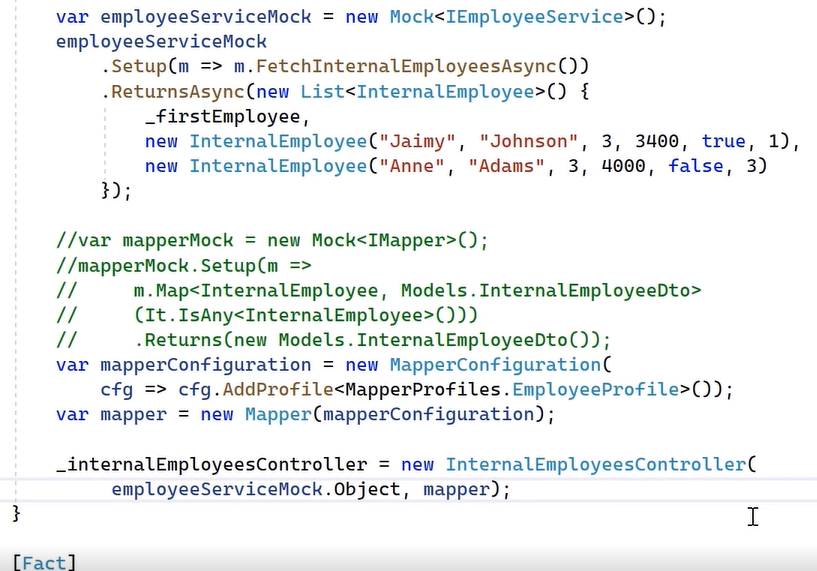 var employeeServiceMock = new Mock<IEmployeeService>();
employeeServiceMock
.Setup(m => m.FetchInternalEmployeesAsync())
.ReturnsAsync(new List<InternalEmployee>() {
_firstEmployee,
new InternalEmployee("Jaimy", "Johnson", 3, 3400, true, 1),
new InternalEmployee("Anne", "Adams", 3, 4000, false, 3)
});
//var mapperMock = new Mock<IMapper>();
//mapperMock.Setup(m =>
//     m.Map<InternalEmployee, Models.InternalEmployeeDto>
//     (It.IsAny<InternalEmployee>()))
//     .Returns(new Models.InternalEmployeeDto());
var mapperConfiguration = new MapperConfiguration(
cfg => cfg.AddProfile<MapperProfiles.EmployeeProfile>());
var mapper = new Mapper(mapperConfiguration);
_internalEmployeesController = new InternalEmployeesController(
employeeServiceMock.Object, mapper);
}
[Fact]